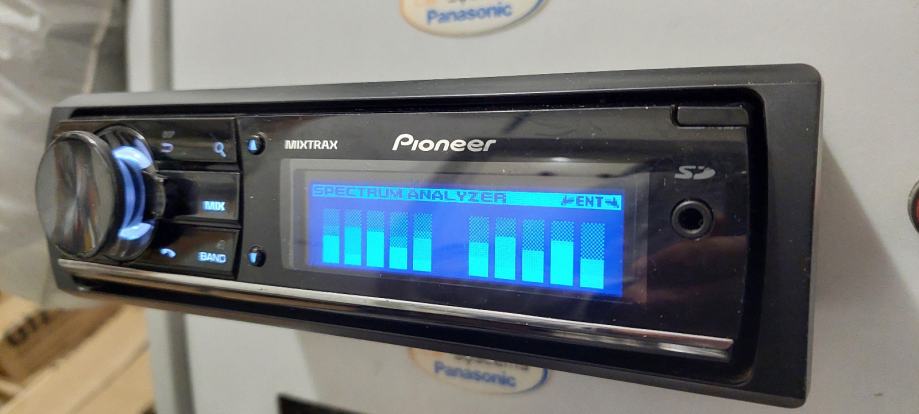 Panasonic
MIXTRAX
Pioneer
SD
SPECTRUM ANALYZER
ENT
MIX
BAND
Panasonic